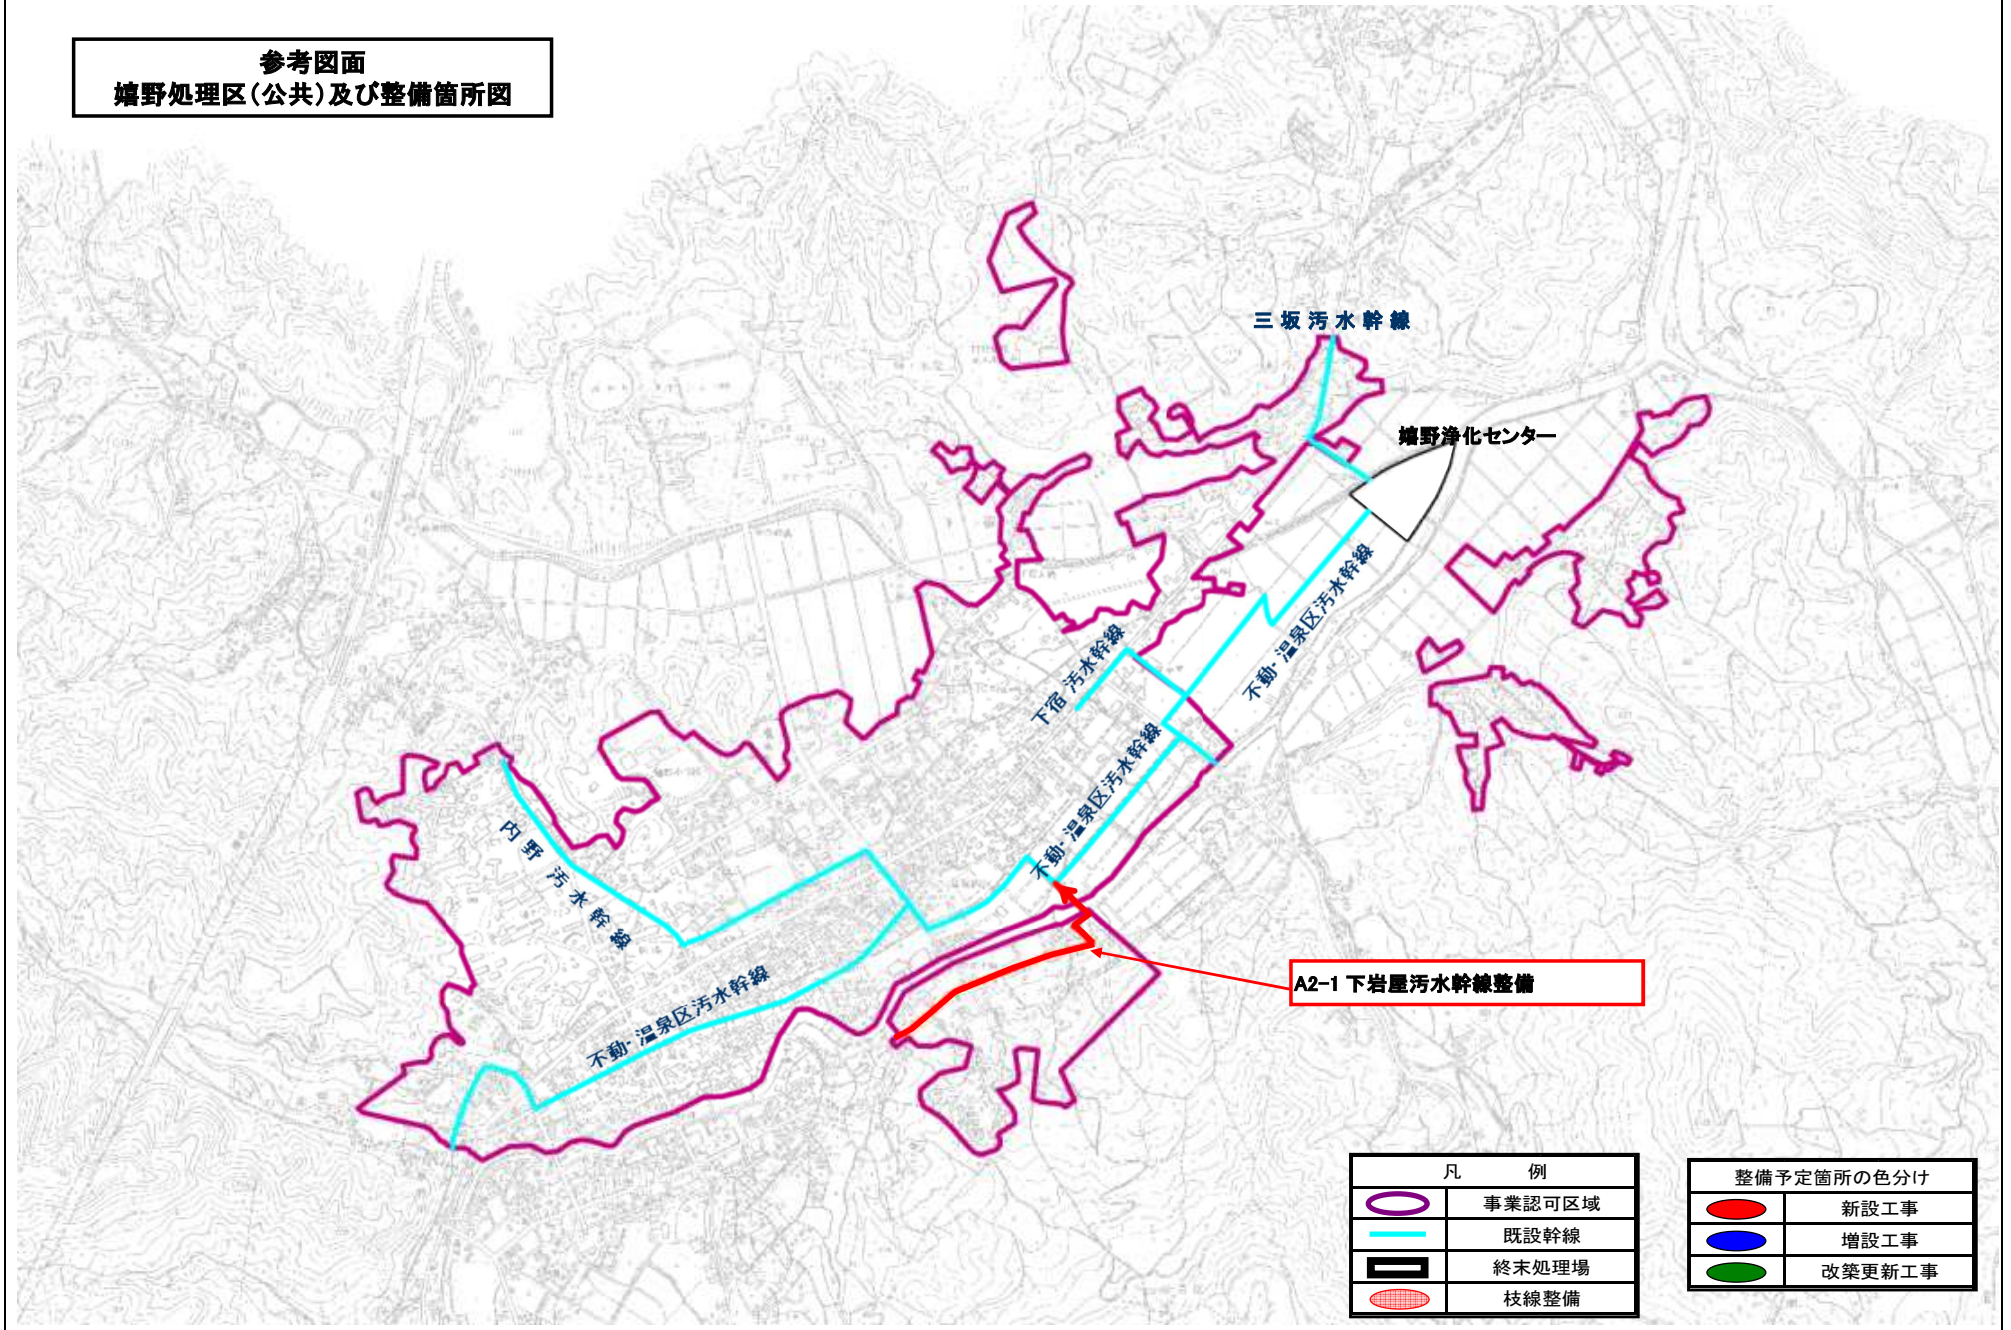 参考図面
嬉野処理区(公共)及び整備箇所図
三坂汚水幹線
嬉野浄化センター
不動・温泉区汚水幹線
下宿 汚水幹線
不動・温泉区汚水幹線
内野 汚水幹線
不動・温泉区汚水幹線
A2-1 下岩屋汚水幹線整備
凡 例
事業認可区域
既設幹線
終末処理場
枝線整備
整備予定箇所の色分け
新設工事
増設工事
改築更新工事